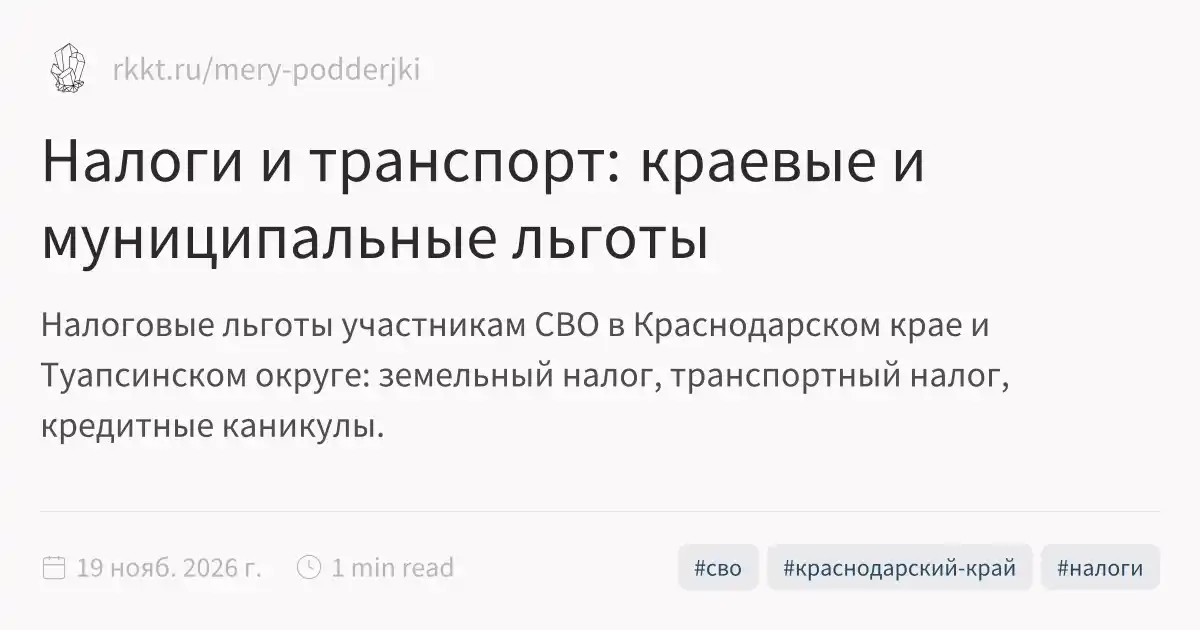 rkkt.ru/mery-podderjki
Налоги и транспорт: краевые и
муниципальные льготы
Налоговые льготы участникам СВО в Краснодарском крае и
Туапсинском округе: земельный налог, транспортный налог,
кредитные каникулы.
19 нояб. 2026 г.
1 min read
#сво
#краснодарский-край
#налоги